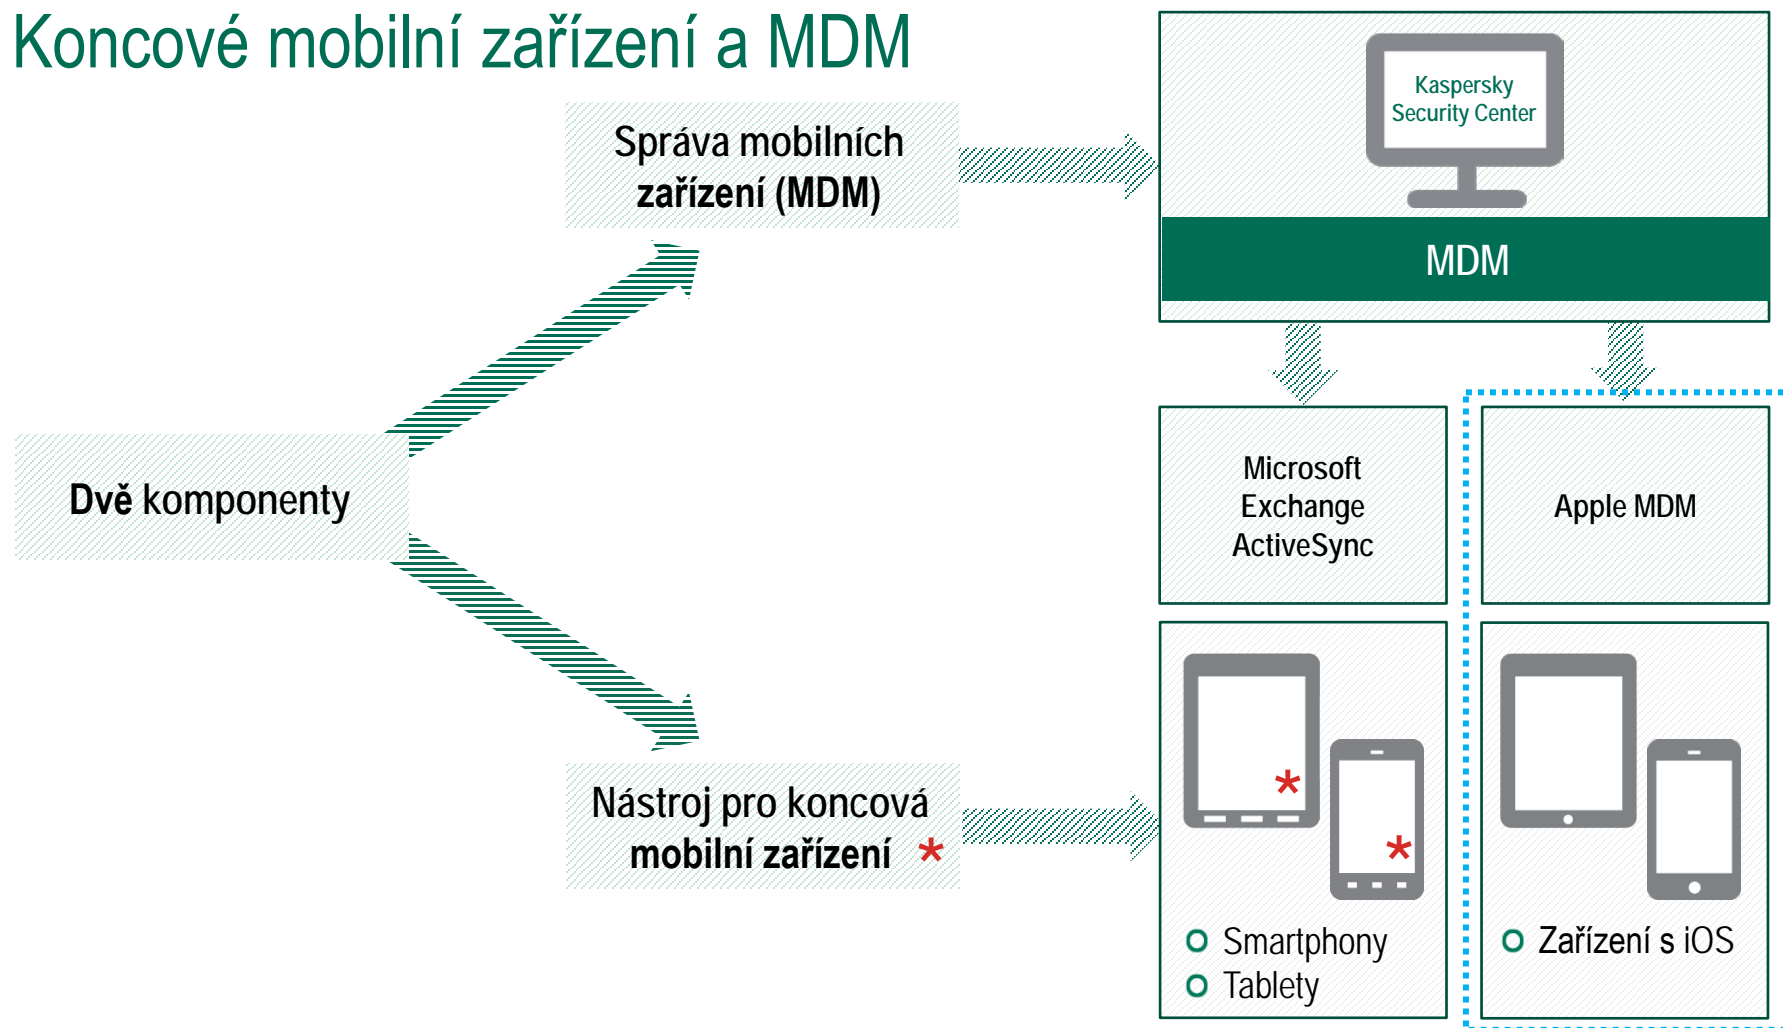 Koncové mobilní zařízení a MDM
Kaspersky
Security Center
Správa mobilních
zařízení (MDM)
MDM
Dvě komponenty
Microsoft
Exchange
ActiveSync
Apple MDM
Nástroj pro koncová
mobilní zařízení *
*
*
Smartphony
Tablety
Zařízení s iOS